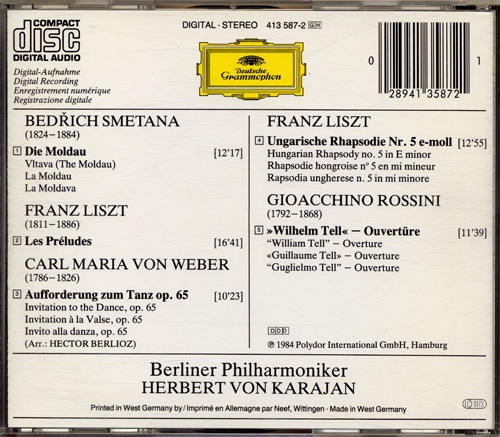 COMPACT
disc
DIGITAL AUDIO
DIGITAL · STEREO 413 587-2 GH
Deutsche
Grammophon
Digital-Aufnahme
Digital Recording
Enregistrement numérique
Registrazione digitale
0 1
28941 35872
BEDŘICH SMETANA
(1824–1884)
1 Die Moldau [12'17]
Vltava (The Moldau)
La Moldau
La Moldava
FRANZ LISZT
(1811–1886)
2 Les Préludes [16'41]
CARL MARIA VON WEBER
(1786–1826)
3 Aufforderung zum Tanz op. 65 [10'23]
Invitation to the Dance, op. 65
Invitation à la Valse, op. 65
Invito alla danza, op. 65
(Arr.: HECTOR BERLIOZ)
FRANZ LISZT
4 Ungarische Rhapsodie Nr. 5 e-moll [12'55]
Hungarian Rhapsody no. 5 in E minor
Rhapsodie hongroise n° 5 en mi mineur
Rapsodia ungherese n. 5 in mi minore
GIOACCHINO ROSSINI
(1792–1868)
5 »Wilhelm Tell« – Ouvertüre [11'39]
“William Tell” – Overture
«Guillaume Tell» – Ouverture
“Guglielmo Tell” – Ouverture
DDD
℗ 1984 Polydor International GmbH, Hamburg
Berliner Philharmoniker
HERBERT VON KARAJAN
Printed in West Germany by / Imprimé en Allemagne par Neef, Wittingen · Made in West Germany